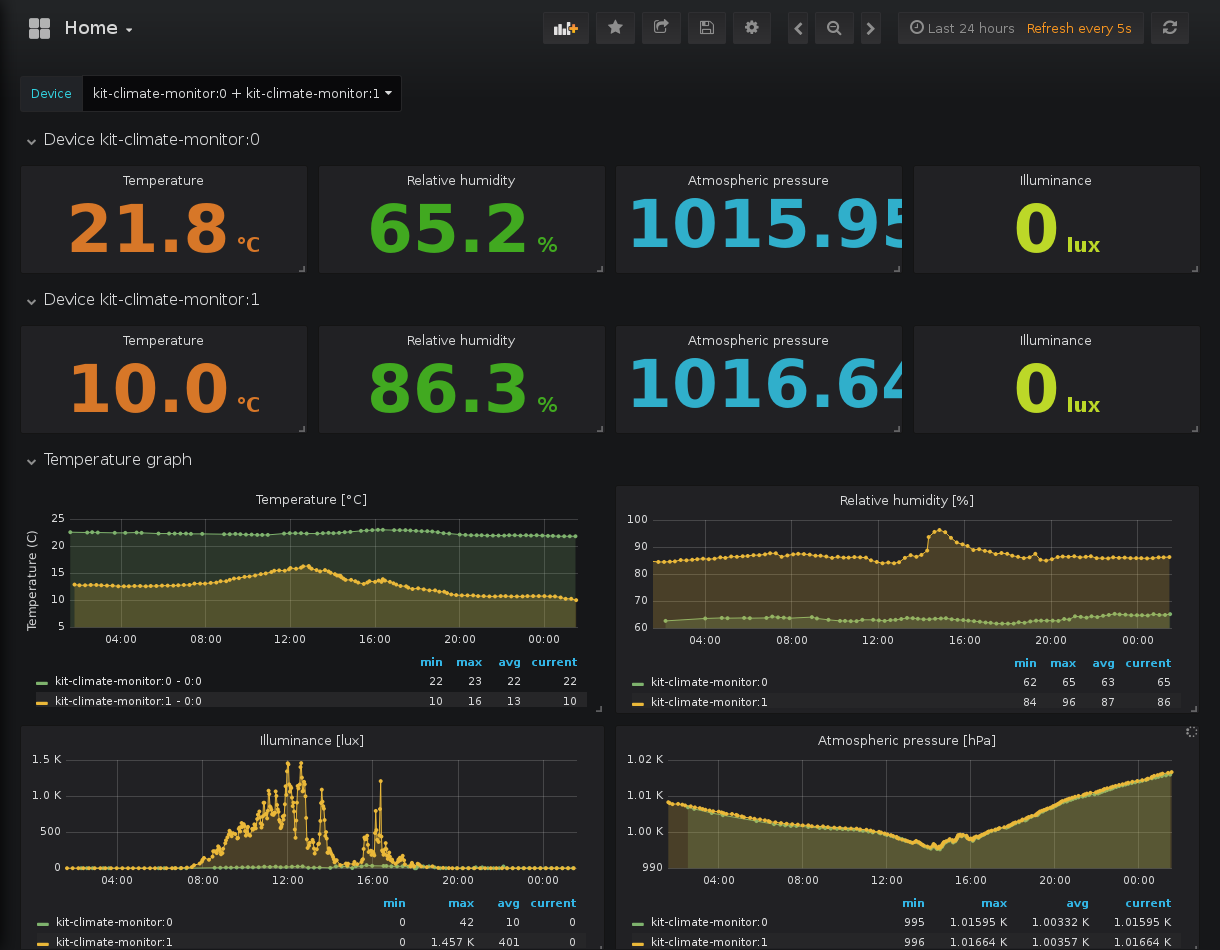 Home
Last 24 hours Refresh every 5s
Device kit-climate-monitor:0 + kit-climate-monitor:1
Device kit-climate-monitor:0
Temperature Relative humidity Atmospheric pressure Illuminance
21.8 °C 65.2 % 1015.95 0 lux
Device kit-climate-monitor:1
Temperature Relative humidity Atmospheric pressure Illuminance
10.0 °C 86.3 % 1016.64 0 lux
Temperature graph
Temperature [°C]
Temperature (C)
25
20
15
10
5
04:00 08:00 12:00 16:00 20:00 00:00
min max avg current
kit-climate-monitor:0 - 0:0 22 23 22 22
kit-climate-monitor:1 - 0:0 10 16 13 10
Relative humidity [%]
100
90
80
70
60
04:00 08:00 12:00 16:00 20:00 00:00
min max avg current
kit-climate-monitor:0 62 65 63 65
kit-climate-monitor:1 84 96 87 86
Illuminance [lux]
1.5 K
1.0 K
500
0
04:00 08:00 12:00 16:00 20:00 00:00
min max avg current
kit-climate-monitor:0 0 42 10 0
kit-climate-monitor:1 0 1.457 K 401 0
Atmospheric pressure [hPa]
1.02 K
1.01 K
1.00 K
990
04:00 08:00 12:00 16:00 20:00 00:00
min max avg current
kit-climate-monitor:0 995 1.01595 K 1.00332 K 1.01595 K
kit-climate-monitor:1 996 1.01664 K 1.00357 K 1.01664 K